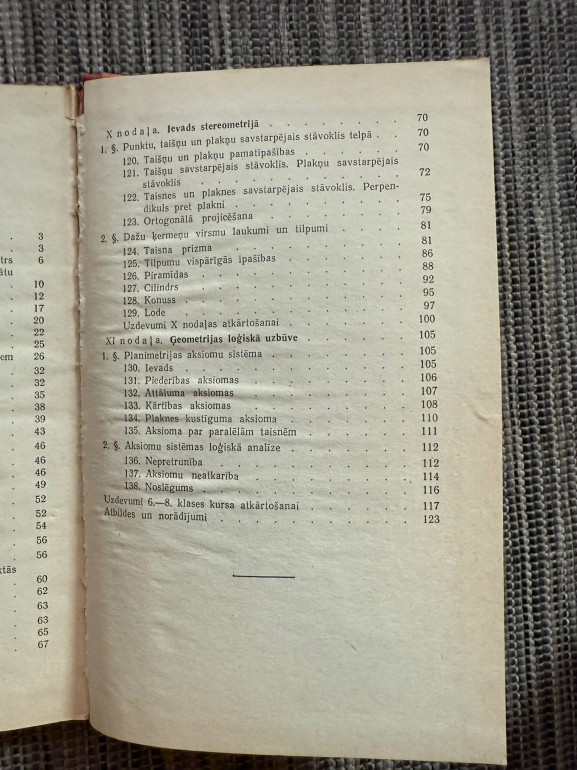 3
3
trs 6
ātu
10
12
17
20
22
25
em 26
32
32
35
38
39
43
46
46
46
49
52
52
54
56
56
ktās
60
62
63
63
65
67
X nodaļa. Ievads stereometrijā . . . . . . . . 70
1. §. Punktu, taišņu un plakņu savstarpējais stāvoklis telpā . . 70
120. Taišņu un plakņu pamatīpašības . . . . . . 70
121. Taišņu savstarpējais stāvoklis. Plakņu savstarpējais
stāvoklis . . . . . . . . . . . 72
122. Taisnes un plaknes savstarpējais stāvoklis. Perpen-
dikuls pret plakni . . . . . . . . . 75
123. Ortogonālā projicēšana . . . . . . . . 79
2. §. Dažu ķermeņu virsmu laukumi un tilpumi . . . . 81
124. Taisna prizma . . . . . . . . . 81
125. Tilpumu vispārīgās īpašības . . . . . . . 86
126. Piramīdas . . . . . . . . . . 88
127. Cilindrs . . . . . . . . . . . 92
128. Konuss . . . . . . . . . . . 95
129. Lode . . . . . . . . . . . . 97
Uzdevumi X nodaļas atkārtošanai . . . . . . . 100
XI nodaļa. Ģeometrijas loģiskā uzbūve . . . . . . 105
1. §. Planimetrijas aksiomu sistēma . . . . . . . 105
130. Ievads . . . . . . . . . . . 105
131. Piederības aksiomas . . . . . . . . 106
132. Attāluma aksiomas . . . . . . . . 107
133. Kārtības aksiomas . . . . . . . . 108
134. Plaknes kustīguma aksioma . . . . . . 110
135. Aksioma par paralēlām taisnēm . . . . . . 111
2. §. Aksiomu sistēmas loģiskā analīze . . . . . . 112
136. Nepretrunība . . . . . . . . . . 112
137. Aksiomu neatkarība . . . . . . . . 114
138. Noslēgums . . . . . . . . . . 116
Uzdevumi 6.—8. klases kursa atkārtošanai . . . . . 117
Atbildes un norādījumi . . . . . . . . . 123